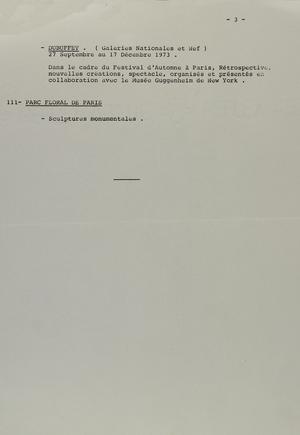 - 3 -
- DUBUFFET . ( Galeries Nationales et Nef )
27 Septembre au 17 Décembre 1973 .
Dans le cadre du Festival d'Automne à Paris, Rétrospective,
nouvelles créations, spectacle, organisés et présentés en
collaboration avec le Musée Guggenheim de New York .
111- PARC FLORAL DE PARIS
- Sculptures monumentales .